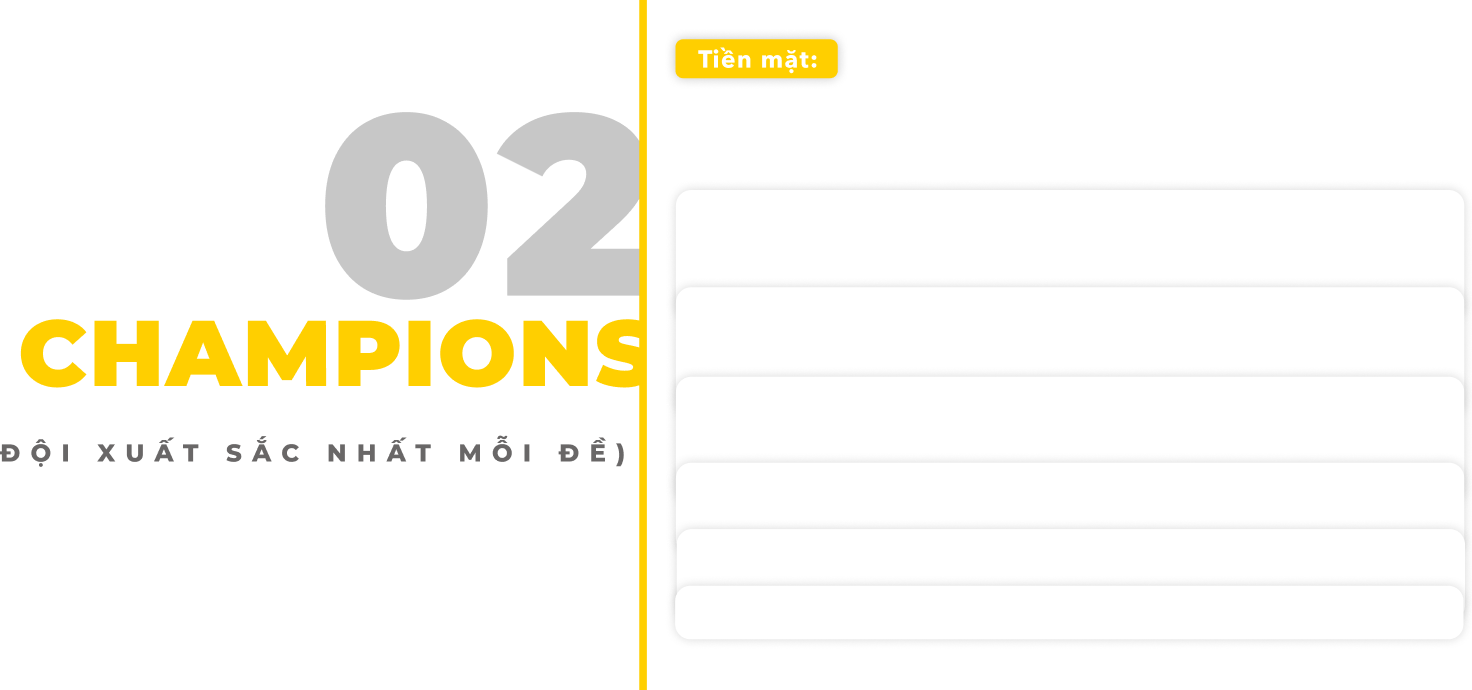 02
CHAMPIONS
ĐỘI XUẤT SẮC NHẤT MỖI ĐỀ)
Tiền mặt: